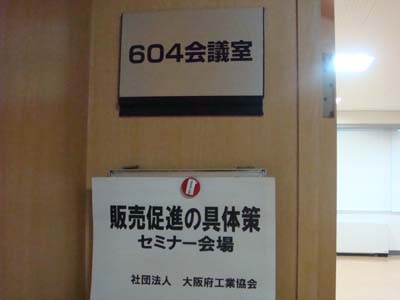 604会議室
販売促進の具体策
セミナー会場
社団法人　大阪府工業協会